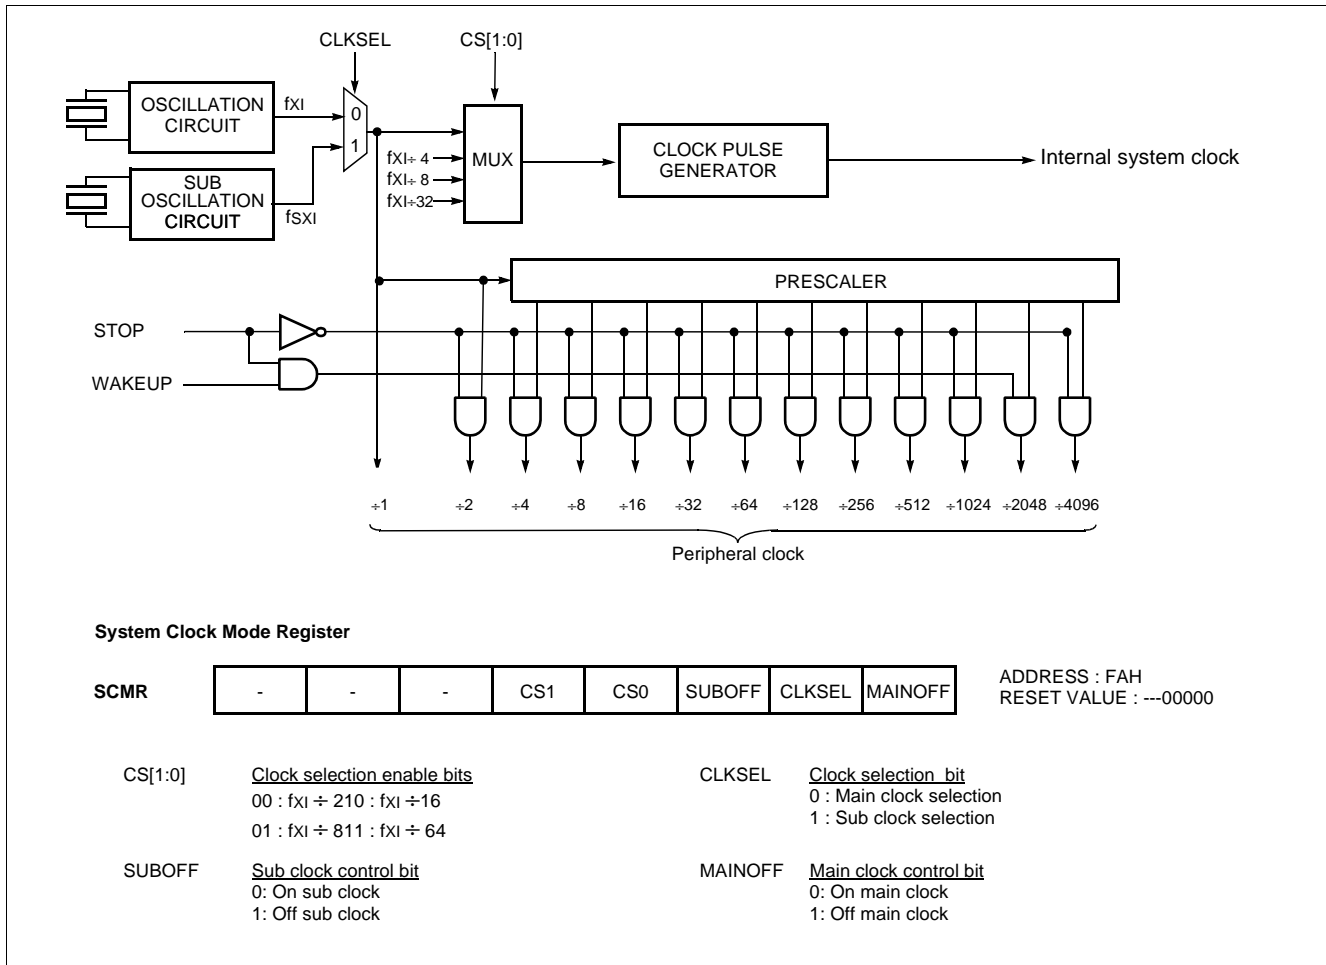 CLKSEL
CS[1:0]
OSCILLATION
CIRCUIT
fXI
0
1
SUB
OSCILLATION
CIRCUIT
fSXI
fXI÷ 4
fXI÷ 8
fXI÷32
MUX
CLOCK PULSE
GENERATOR
Internal system clock
PRESCALER
STOP
WAKEUP
÷1 ÷2 ÷4 ÷8 ÷16 ÷32 ÷64 ÷128 ÷256 ÷512 ÷1024 ÷2048 ÷4096
Peripheral clock
System Clock Mode Register
SCMR - - - CS1 CS0 SUBOFF CLKSEL MAINOFF
ADDRESS : FAH
RESET VALUE : ---00000
CS[1:0] Clock selection enable bits
00 : fXI ÷ 210 : fXI ÷16
01 : fXI ÷ 811 : fXI ÷ 64
CLKSEL Clock selection bit
0 : Main clock selection
1 : Sub clock selection
SUBOFF Sub clock control bit
0: On sub clock
1: Off sub clock
MAINOFF Main clock control bit
0: On main clock
1: Off main clock